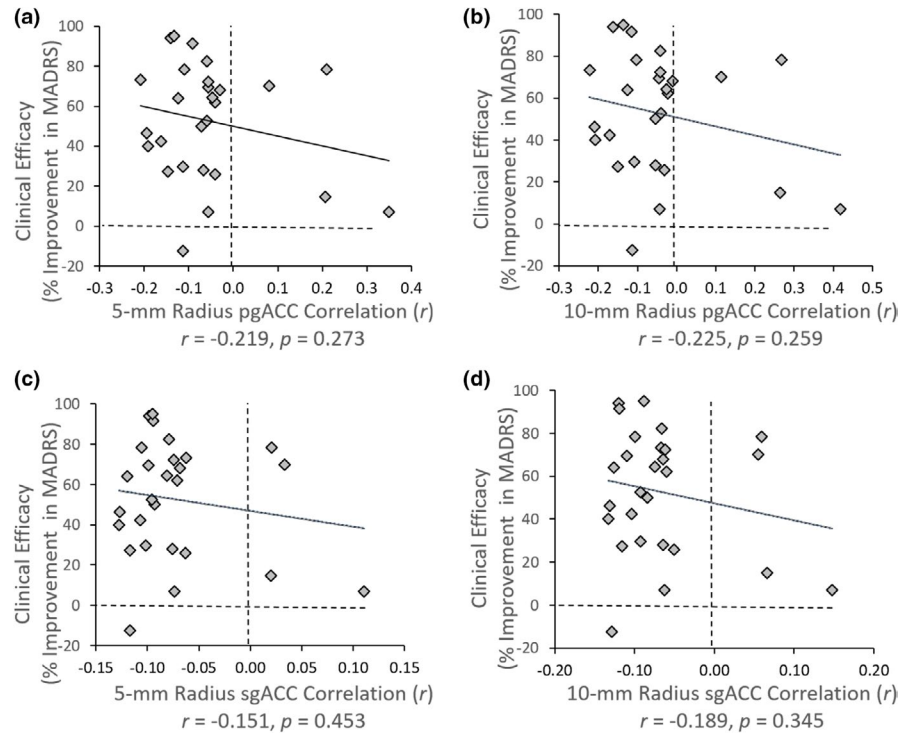 (a)
Clinical Efficacy
(% Improvement in MADRS)
100
80
60
40
20
0
-20
-0.3 -0.2 -0.1 0.0 0.1 0.2 0.3 0.4
5-mm Radius pgACC Correlation (r)
r = -0.219, p = 0.273
(b)
Clinical Efficacy
(% Improvement in MADRS)
100
80
60
40
20
0
-20
-0.3 -0.2 -0.1 -0.0 0.1 0.2 0.3 0.4 0.5
10-mm Radius pgACC Correlation (r)
r = -0.225, p = 0.259
(c)
Clinical Efficacy
(% Improvement in MADRS)
100
80
60
40
20
0
-20
-0.15 -0.10 -0.05 0.00 0.05 0.10 0.15
5-mm Radius sgACC Correlation (r)
r = -0.151, p = 0.453
(d)
Clinical Efficacy
(% Improvement in MADRS)
100
80
60
40
20
0
-20
-0.20 -0.10 0.00 0.10 0.20
10-mm Radius sgACC Correlation (r)
r = -0.189, p = 0.345